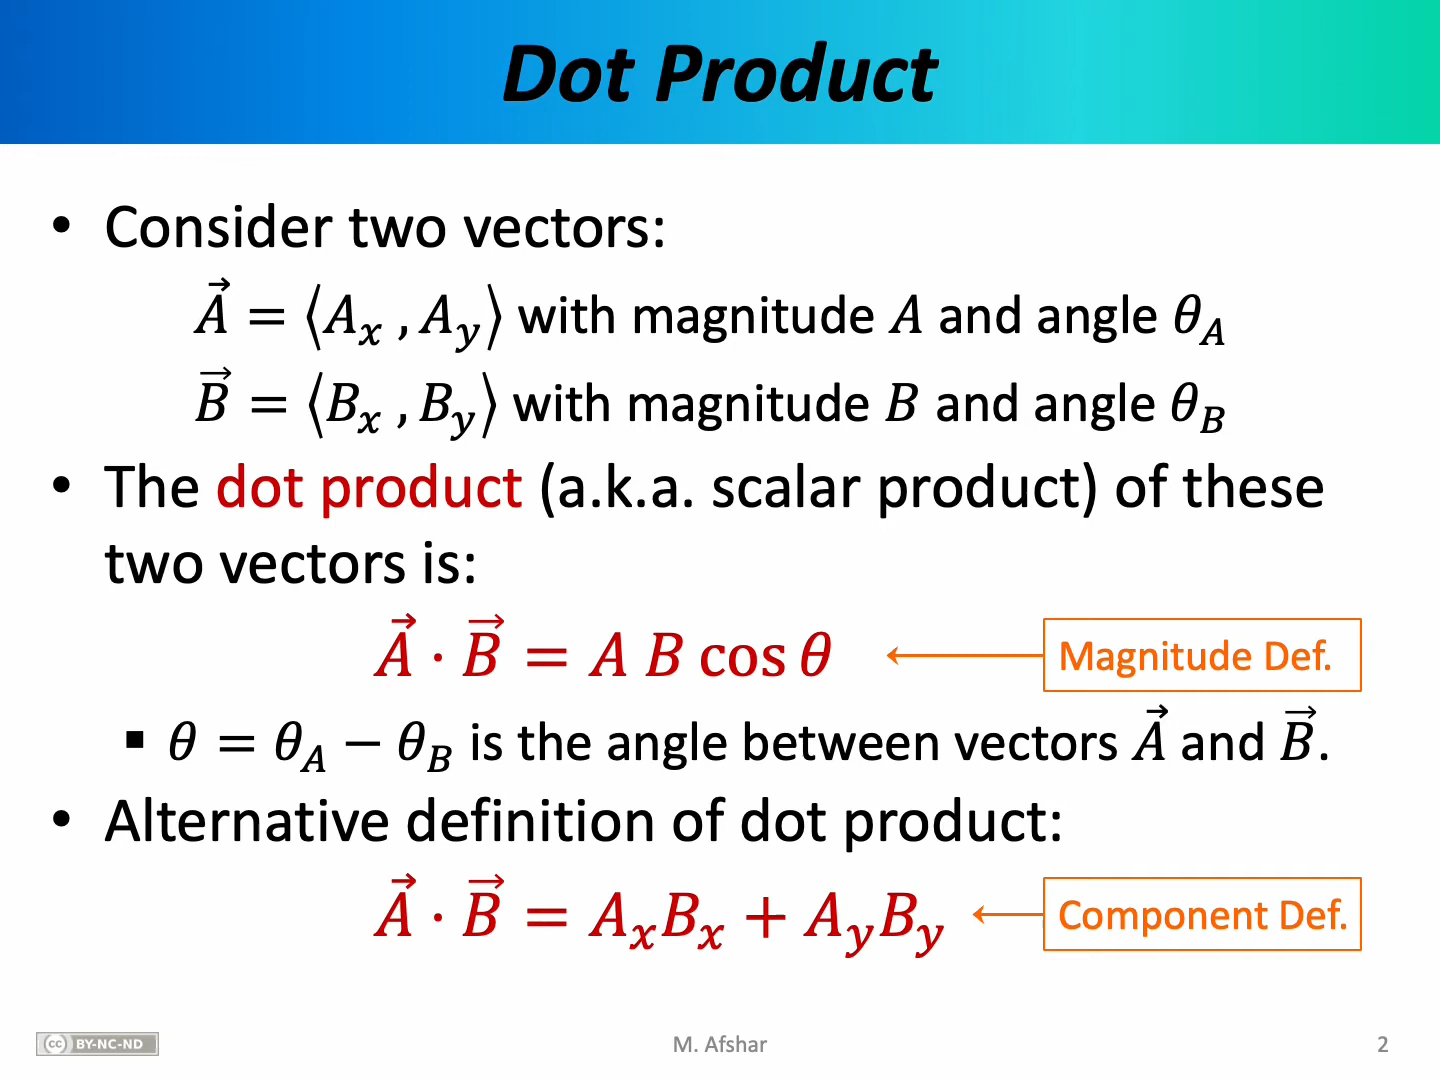 Dot Product
• Consider two vectors:
A⃗ = ⟨Aₓ , A_y⟩ with magnitude A and angle θ_A
B⃗ = ⟨Bₓ , B_y⟩ with magnitude B and angle θ_B
• The dot product (a.k.a. scalar product) of these
two vectors is:
A⃗ · B⃗ = A B cos θ ← Magnitude Def.
▪ θ = θ_A − θ_B is the angle between vectors A⃗ and B⃗.
• Alternative definition of dot product:
A⃗ · B⃗ = AₓBₓ + A_yB_y ← Component Def.
cc BY-NC-ND M. Afshar 2